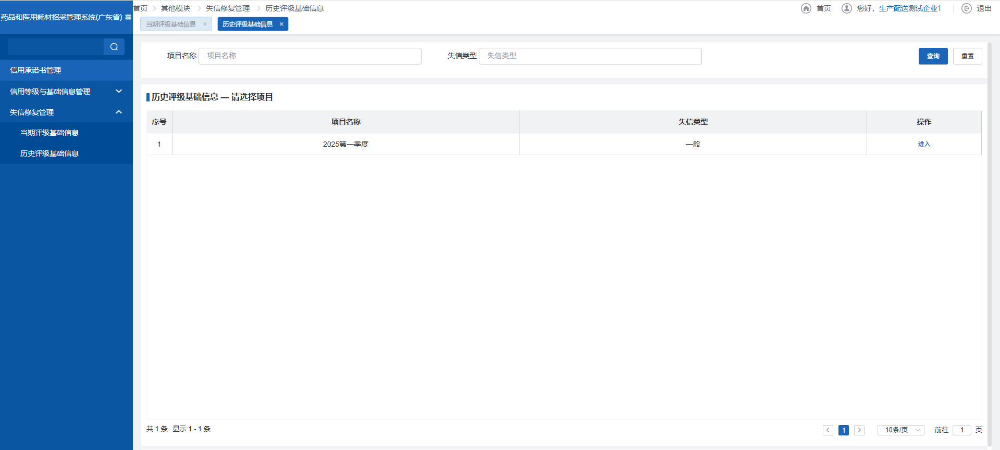 药品和医用耗材招采管理系统(广东省)
信用承诺书管理
信用等级与基础信息管理
失信修复管理
当期评级基础信息
历史评级基础信息
首页 其他模块 失信修复管理 历史评级基础信息
首页 您好，生产配送测试企业1 退出
当期评级基础信息 × 历史评级基础信息 ×
项目名称 项目名称 失信类型 失信类型 查询 重置
历史评级基础信息 — 请选择项目
序号 项目名称 失信类型 操作
1 2025第一季度 一般 进入
共 1 条 显示 1 - 1 条 1 10条/页 前往 1 页